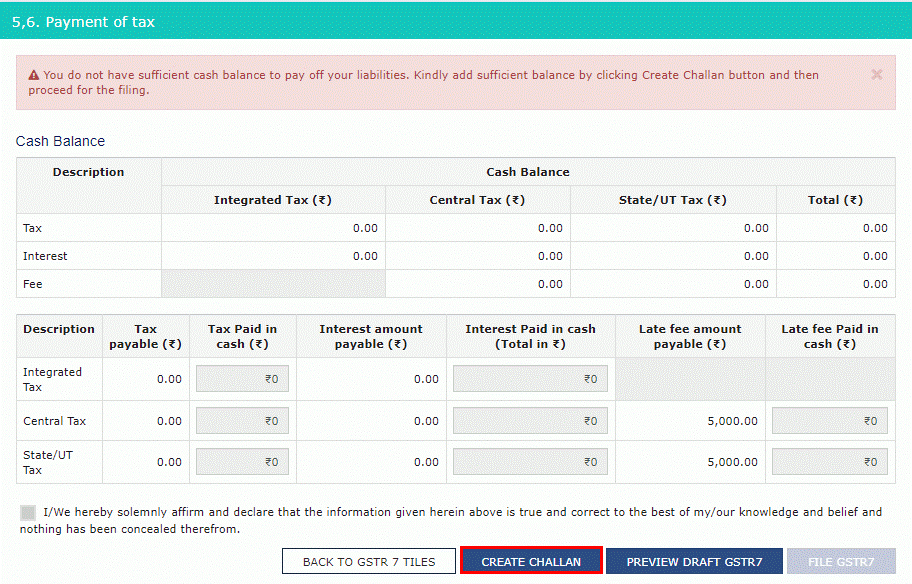 5,6. Payment of tax
You do not have sufficient cash balance to pay off your liabilities. Kindly add sufficient balance by clicking Create Challan button and then
proceed for the filing.
Cash Balance
Description Cash Balance
Integrated Tax (₹) Central Tax (₹) State/UT Tax (₹) Total (₹)
Tax 0.00 0.00 0.00 0.00
Interest 0.00 0.00 0.00 0.00
Fee 0.00 0.00 0.00
Description Tax Tax Paid in Interest amount Interest Paid in cash Late fee amount Late fee Paid in
payable (₹) cash (₹) payable (₹) (Total in ₹) payable (₹) cash (₹)
Integrated
Tax 0.00 ₹0 0.00 ₹0
Central Tax 0.00 ₹0 0.00 ₹0 5,000.00 ₹0
State/UT
Tax 0.00 ₹0 0.00 ₹0 5,000.00 ₹0
I/We hereby solemnly affirm and declare that the information given herein above is true and correct to the best of my/our knowledge and belief and
nothing has been concealed therefrom.
BACK TO GSTR 7 TILES CREATE CHALLAN PREVIEW DRAFT GSTR7 FILE GSTR7